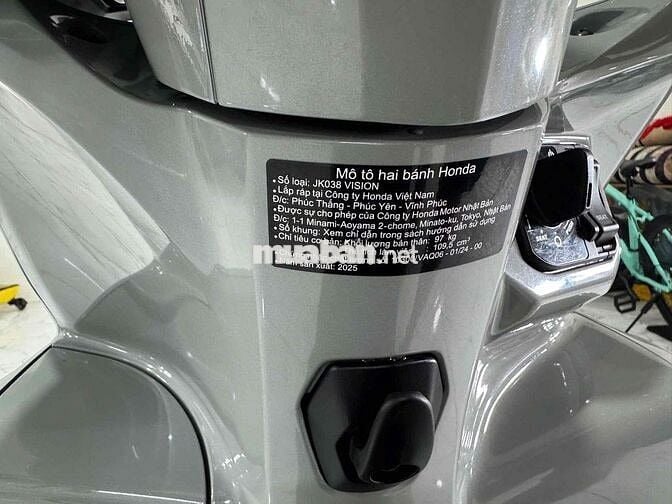 Mô tô hai bánh Honda
• Số loại: JK038 VISION
• Lắp ráp tại Công ty Honda Việt Nam
Đ/c: Phúc Thắng - Phúc Yên - Vĩnh Phúc
• Được sự cho phép của Công ty Honda Motor Nhật Bản
Đ/c: 1-1 Minami-Aoyama 2-chome, Minato-ku, Tokyo, Nhật Bản
• Số khung: Xem chỉ dẫn trong sách hướng dẫn sử dụng
• Chỉ tiêu cơ bản: Khối lượng bản thân: 97 kg
109,5 cm³
VAQ06 - 01/24 - 00
sản xuất: 2025
muaban.net
SEAT